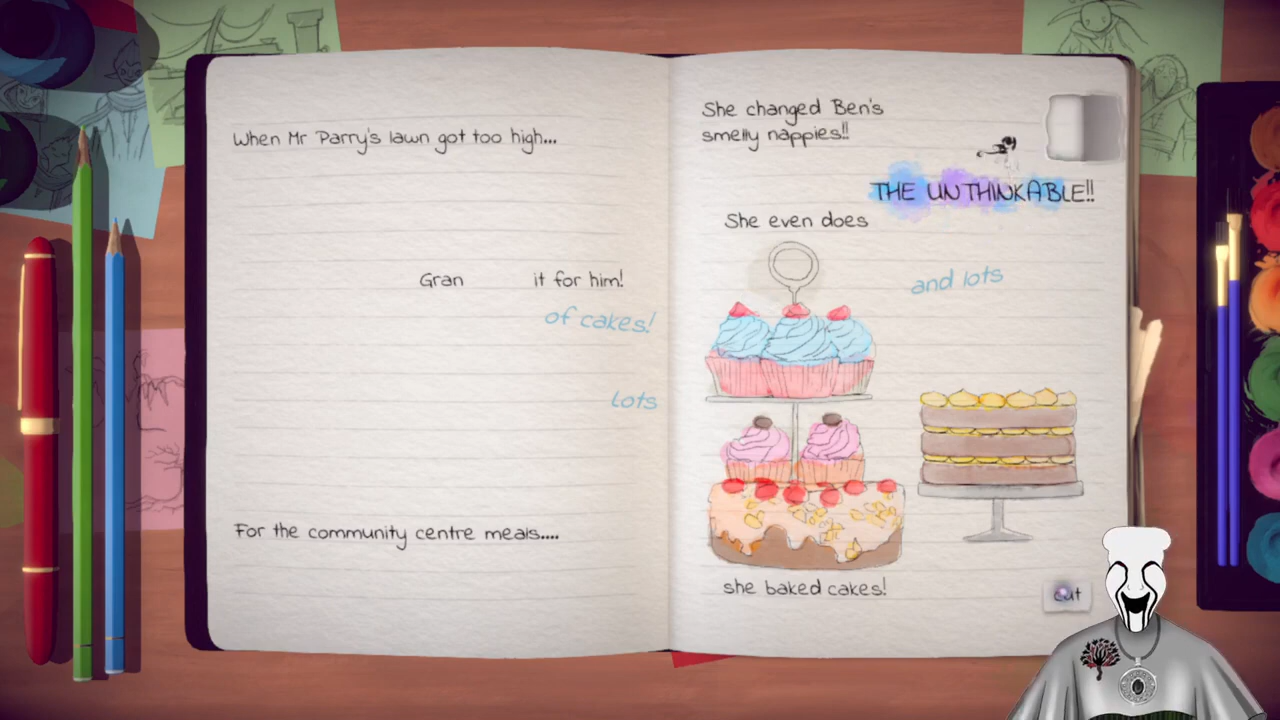 When Mr Parry's lawn got too high...
Gran it for him!
of cakes!
Lots
For the community centre meals....
She changed Ben's
smelly nappies!!
THE UNTHINKABLE!!
She even does
and lots
she baked cakes!
cut